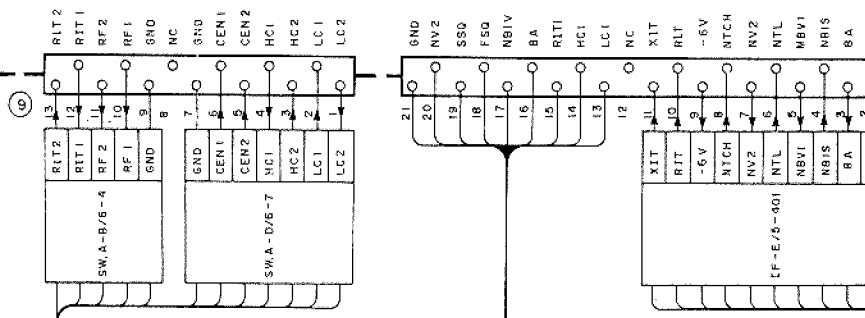 RIT2 RIT1 RF2 RF1 GND NC GND CEN1 CEN2 HC1 HC2 LC1 LC2
GND NV2 SSQ FSQ NB1V 8A RIT1 HC1 LC1 NC XIT RIT -6V NTCH NV2 NTL MBV1 NBIS 8A
6
13 12 11 10 9 8 7 6 5 4 3 2 1
21 20 19 18 17 16 15 14 13 12 11 10 9 8 7 6 5 4 3 2
RIT2 RIT1 RF2 RF1 GND
GND CEN1 CEN2 HC1 HC2 LC1 LC2
XIT RIT -6V NTCH NV2 NTL NBV1 NBIS 8A
SW,A-B/6-4
SW,A-D/6-7
IF-E/5-401